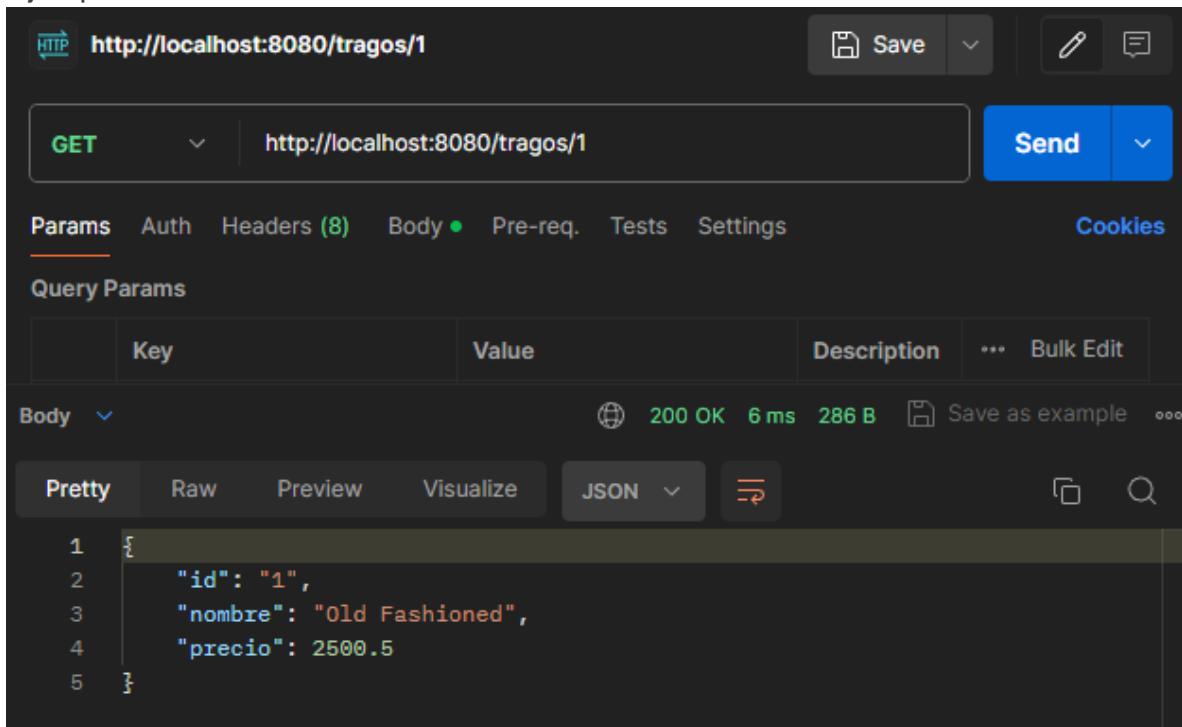 HTTP http://localhost:8080/tragos/1 Save
GET http://localhost:8080/tragos/1 Send
Params Auth Headers (8) Body Pre-req. Tests Settings Cookies
Query Params
Key Value Description Bulk Edit
Body 200 OK 6 ms 286 B Save as example
Pretty Raw Preview Visualize JSON
1 {
2 "id": "1",
3 "nombre": "Old Fashioned",
4 "precio": 2500.5
5 }